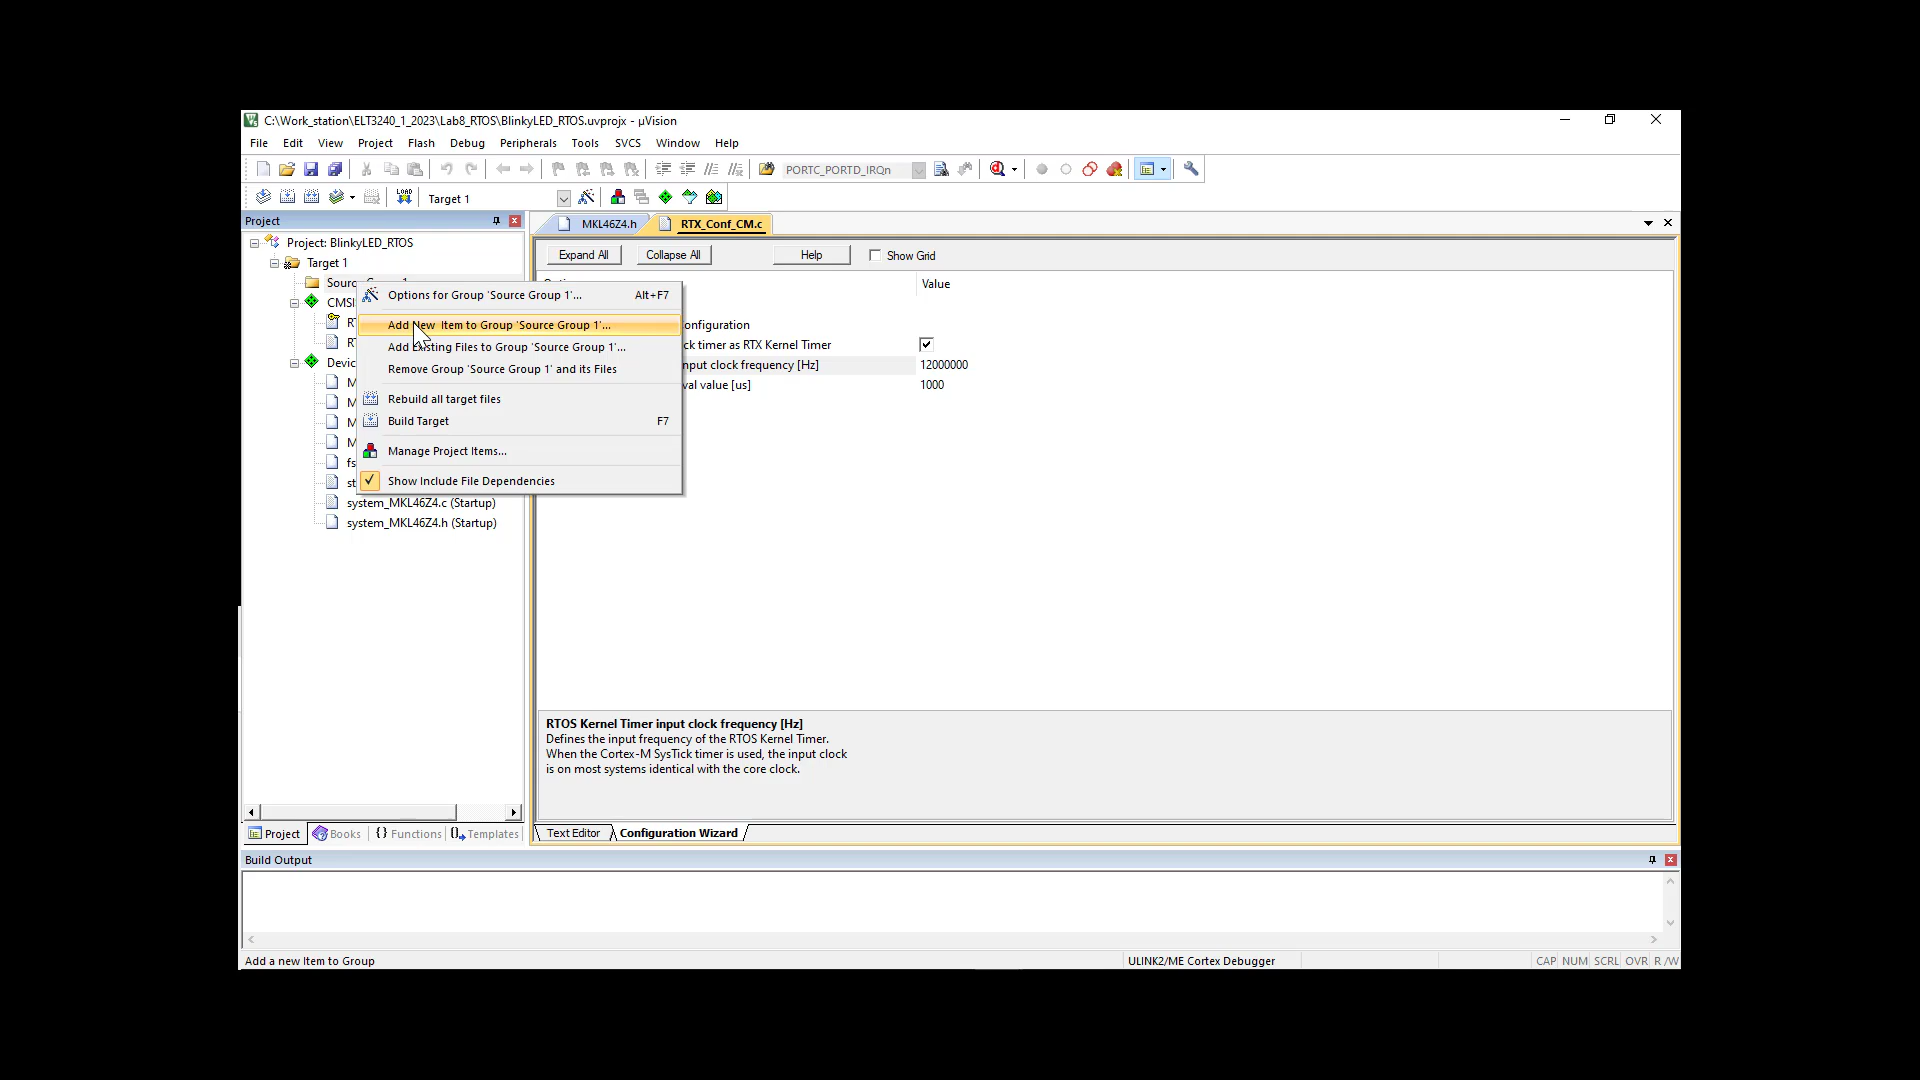 C:\Work_station\ELT3240_1_2023\Lab8_RTOS\BlinkyLED_RTOS.uvprojx - µVision
File Edit View Project Flash Debug Peripherals Tools SVCS Window Help
PORTC_PORTD_IRQn
LOAD Target 1
Project
MKL46Z4.h RTX_Conf_CM.c
Project: BlinkyLED_RTOS
Target 1
Expand All Collapse All Help Show Grid
Value
Options for Group 'Source Group 1'... Alt+F7
Add New Item to Group 'Source Group 1'...
Add Existing Files to Group 'Source Group 1'...
Remove Group 'Source Group 1' and its Files
Rebuild all target files
Build Target F7
Manage Project Items...
Show Include File Dependencies
onfiguration
ck timer as RTX Kernel Timer
nput clock frequency [Hz] 12000000
val value [us] 1000
system_MKL46Z4.c (Startup)
system_MKL46Z4.h (Startup)
RTOS Kernel Timer input clock frequency [Hz]
Defines the input frequency of the RTOS Kernel Timer.
When the Cortex-M SysTick timer is used, the input clock
is on most systems identical with the core clock.
Project Books {} Functions Templates
Text Editor Configuration Wizard
Build Output
Add a new Item to Group ULINK2/ME Cortex Debugger CAP NUM SCRL OVR R/W